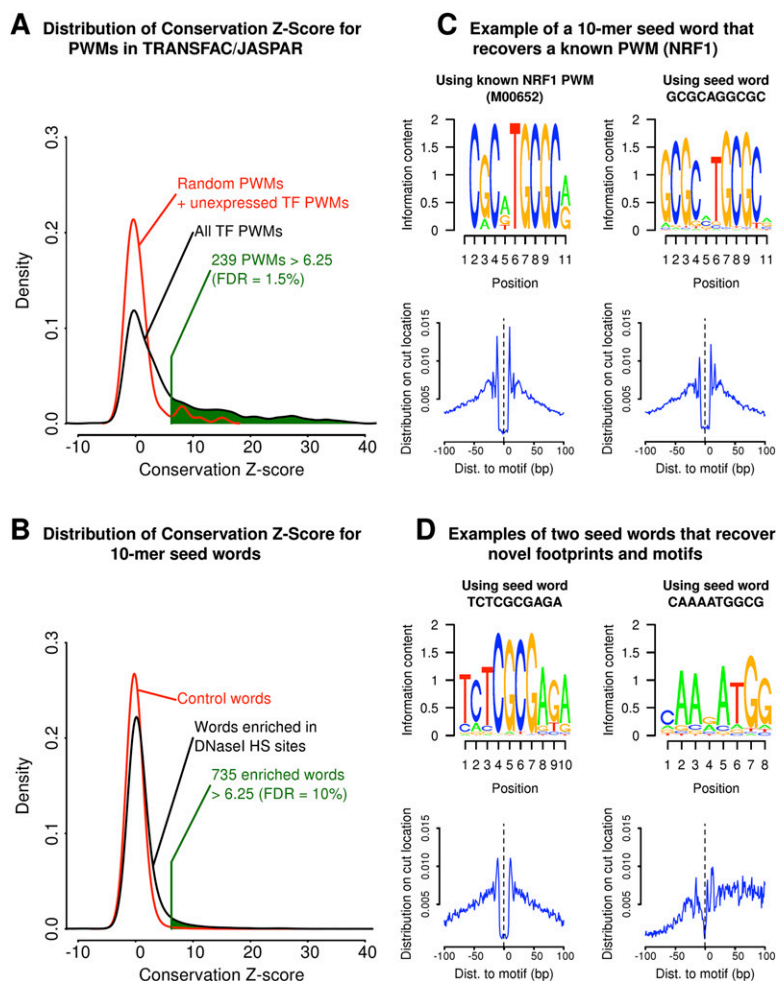 A Distribution of Conservation Z-Score for
PWMs in TRANSFAC/JASPAR
0.3
0.2
0.1
0.0
Density
Random PWMs
+ unexpressed TF PWMs
All TF PWMs
239 PWMs > 6.25
(FDR = 1.5%)
-10 0 10 20 30 40
Conservation Z-score
B Distribution of Conservation Z-Score for
10-mer seed words
0.3
0.2
0.1
0.0
Density
Control words
Words enriched in
DNaseI HS sites
735 enriched words
> 6.25 (FDR = 10%)
-10 0 10 20 30 40
Conservation Z-score
C Example of a 10-mer seed word that
recovers a known PWM (NRF1)
Using known NRF1 PWM
(M00652)
Information content
2
1.5
1
0.5
0
1 2 3 4 5 6 7 8 9 11
Position
Distribution on cut location
0.015
0.010
0.005
-100 -50 0 50 100
Dist. to motif (bp)
Using seed word
GCGCAGGCGC
Information content
2
1.5
1
0.5
0
1 2 3 4 5 6 7 8 9 11
Position
Distribution on cut location
0.015
0.010
0.005
-100 -50 0 50 100
Dist. to motif (bp)
D Examples of two seed words that recover
novel footprints and motifs
Using seed word
TCTCGCGAGA
Information content
2
1.5
1
0.5
0
TCTCGCGAGA
1 2 3 4 5 6 7 8 9 10
Position
Distribution on cut location
0.015
0.010
0.005
-100 -50 0 50 100
Dist. to motif (bp)
Using seed word
CAAAATGGCG
Information content
2
1.5
1
0.5
0
CAAGATGG
1 2 3 4 5 6 7 8
Position
Distribution on cut location
0.015
0.010
0.005
-100 -50 0 50 100
Dist. to motif (bp)